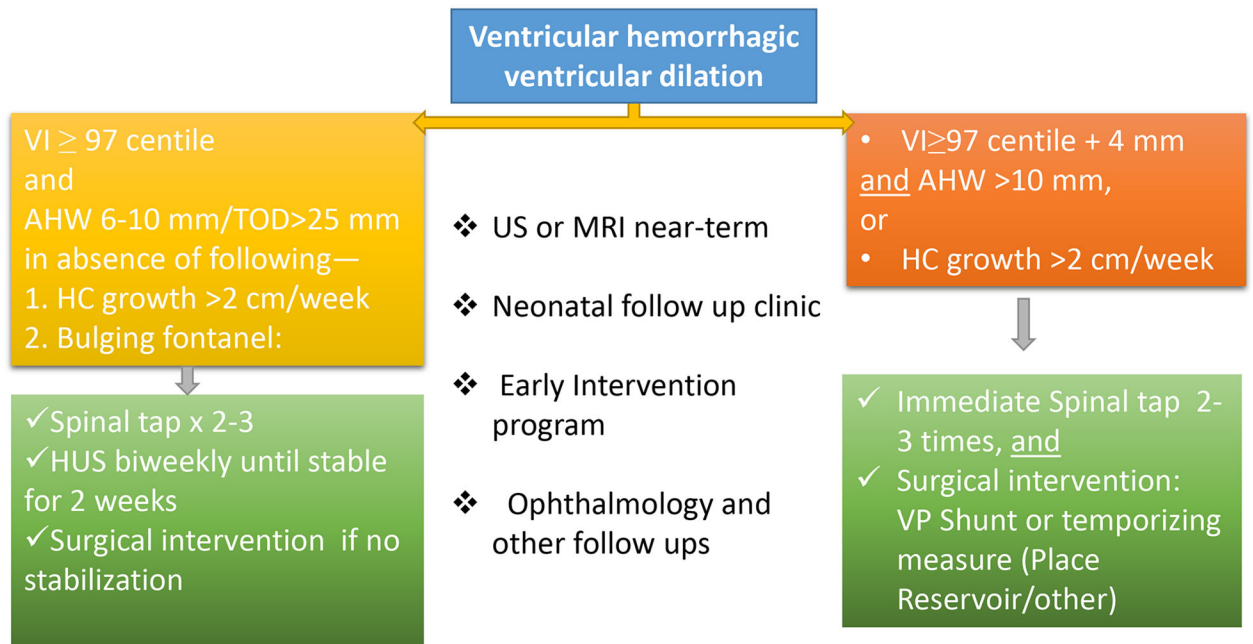 Ventricular hemorrhagic
ventricular dilation
VI ≥ 97 centile
and
AHW 6-10 mm/TOD>25 mm
in absence of following—
1. HC growth >2 cm/week
2. Bulging fontanel:
✓Spinal tap x 2-3
✓HUS biweekly until stable
for 2 weeks
✓Surgical intervention if no
stabilization
❖ US or MRI near-term
❖ Neonatal follow up clinic
❖ Early Intervention
program
❖ Ophthalmology and
other follow ups
• VI≥97 centile + 4 mm
and AHW >10 mm,
or
• HC growth >2 cm/week
✓ Immediate Spinal tap 2-
3 times, and
✓ Surgical intervention:
VP Shunt or temporizing
measure (Place
Reservoir/other)